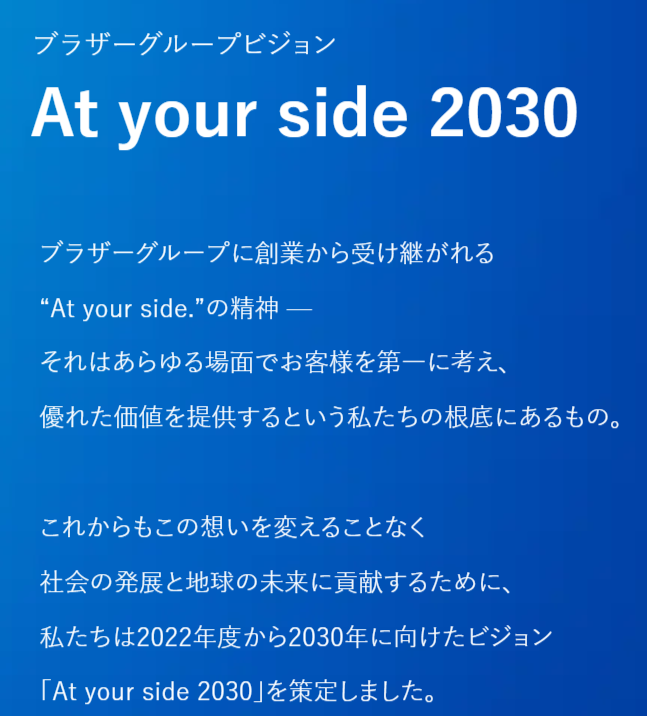 ブラザーグループビジョン
At your side 2030
ブラザーグループに創業から受け継がれる
“At your side.”の精神 ―
それはあらゆる場面でお客様を第一に考え、
優れた価値を提供するという私たちの根底にあるもの。
これからもこの想いを変えることなく
社会の発展と地球の未来に貢献するために、
私たちは2022年度から2030年に向けたビジョン
「At your side 2030」を策定しました。